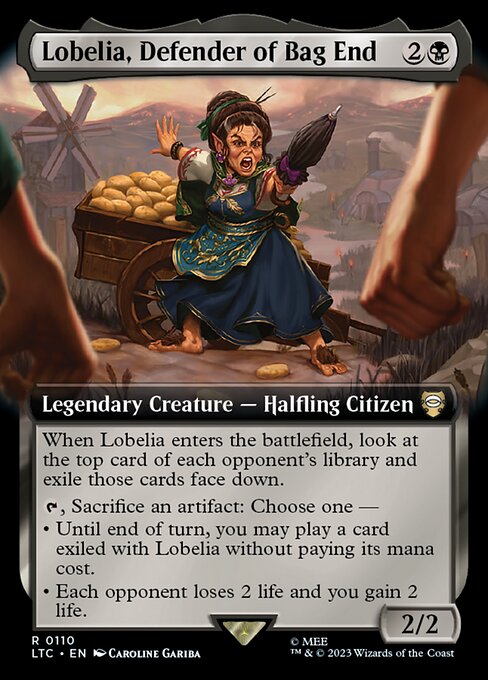 Lobelia, Defender of Bag End 2
Legendary Creature — Halfling Citizen
When Lobelia enters the battlefield, look at
the top card of each opponent's library and
exile those cards face down.
, Sacrifice an artifact: Choose one —
• Until end of turn, you may play a card
exiled with Lobelia without paying its mana
cost.
• Each opponent loses 2 life and you gain 2
life.
2/2
R 0110
LTC • EN CAROLINE GARIBA
© MEE
™ & © 2023 Wizards of the Coast